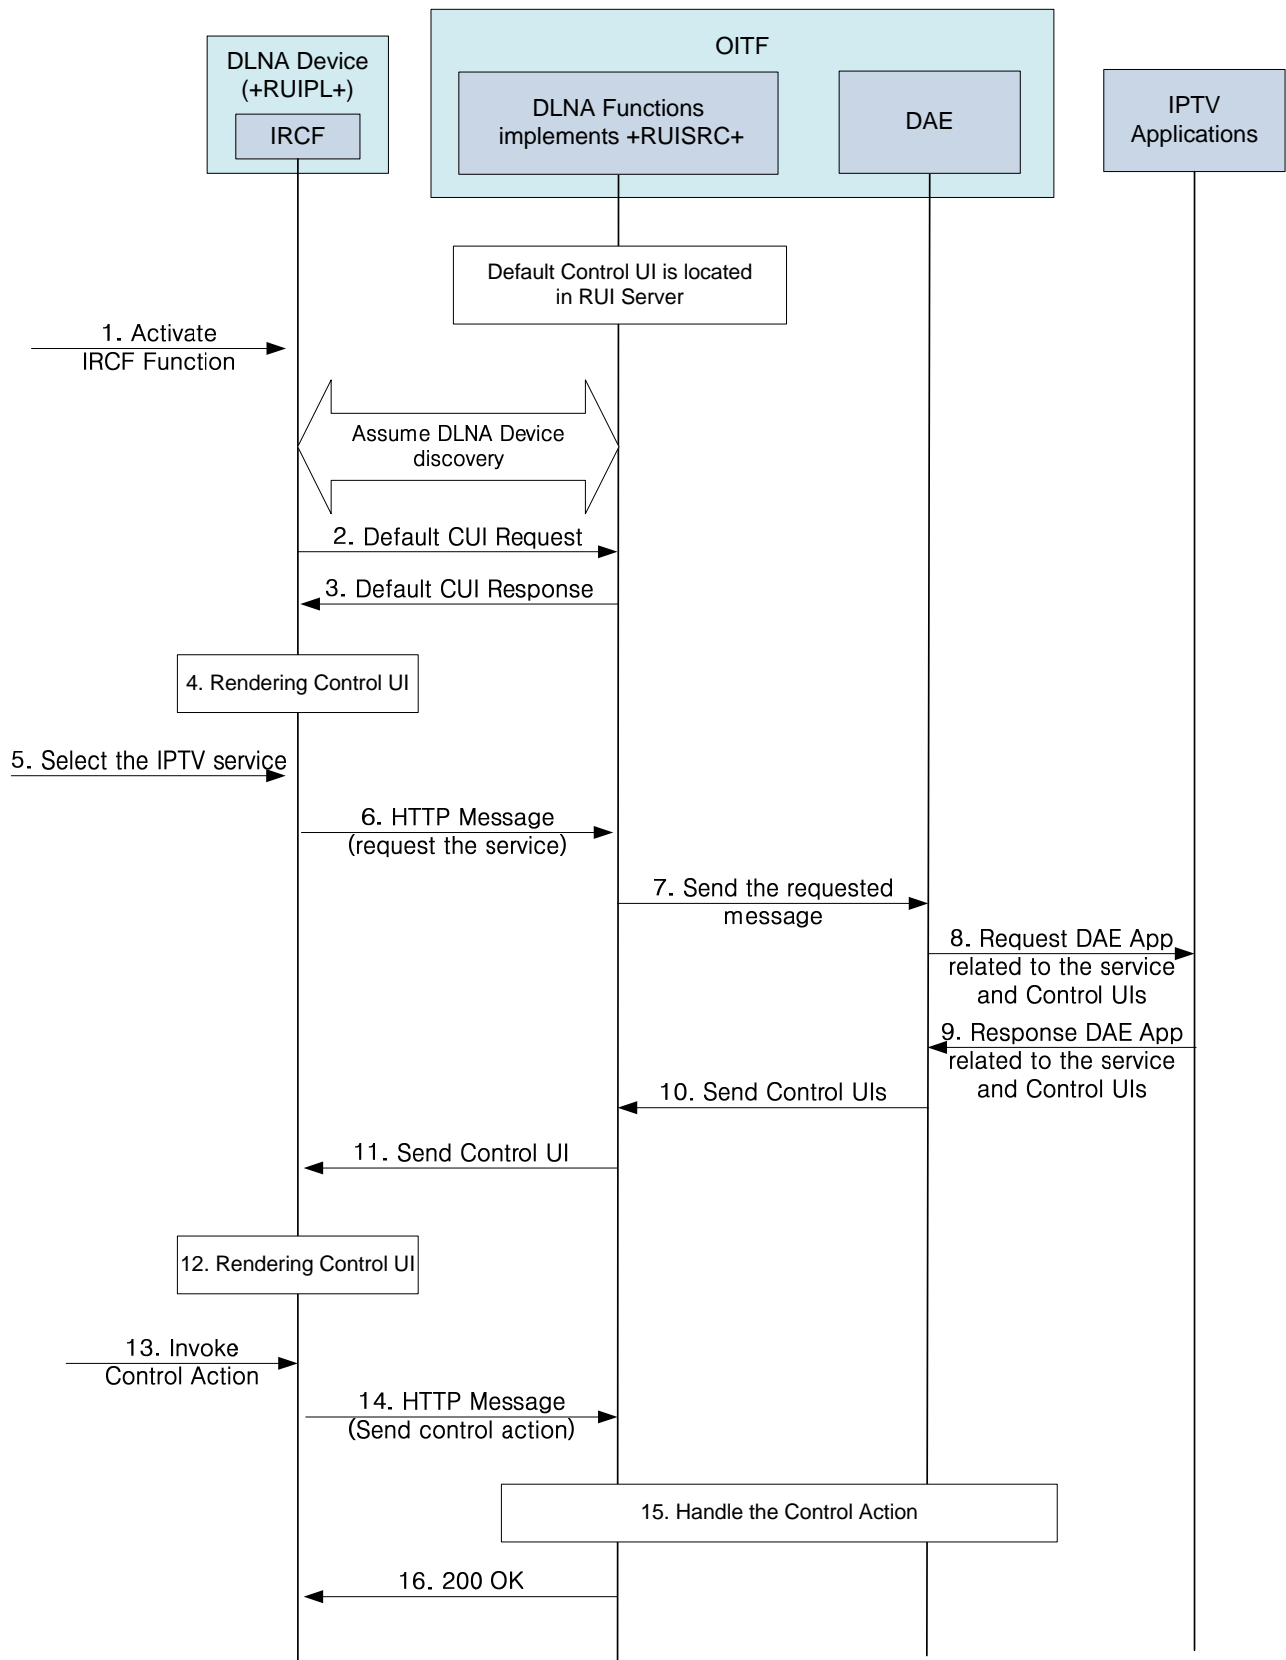 OITF
DLNA Device
(+RUIPL+)
IRCF
DLNA Functions
implements +RUISRC+
DAE
IPTV
Applications
Default Control UI is located
in RUI Server
1. Activate
IRCF Function
Assume DLNA Device
discovery
2. Default CUI Request
3. Default CUI Response
4. Rendering Control UI
5. Select the IPTV service
6. HTTP Message
(request the service)
7. Send the requested
message
8. Request DAE App
related to the service
and Control UIs
9. Response DAE App
related to the service
and Control UIs
10. Send Control UIs
11. Send Control UI
12. Rendering Control UI
13. Invoke
Control Action
14. HTTP Message
(Send control action)
15. Handle the Control Action
16. 200 OK